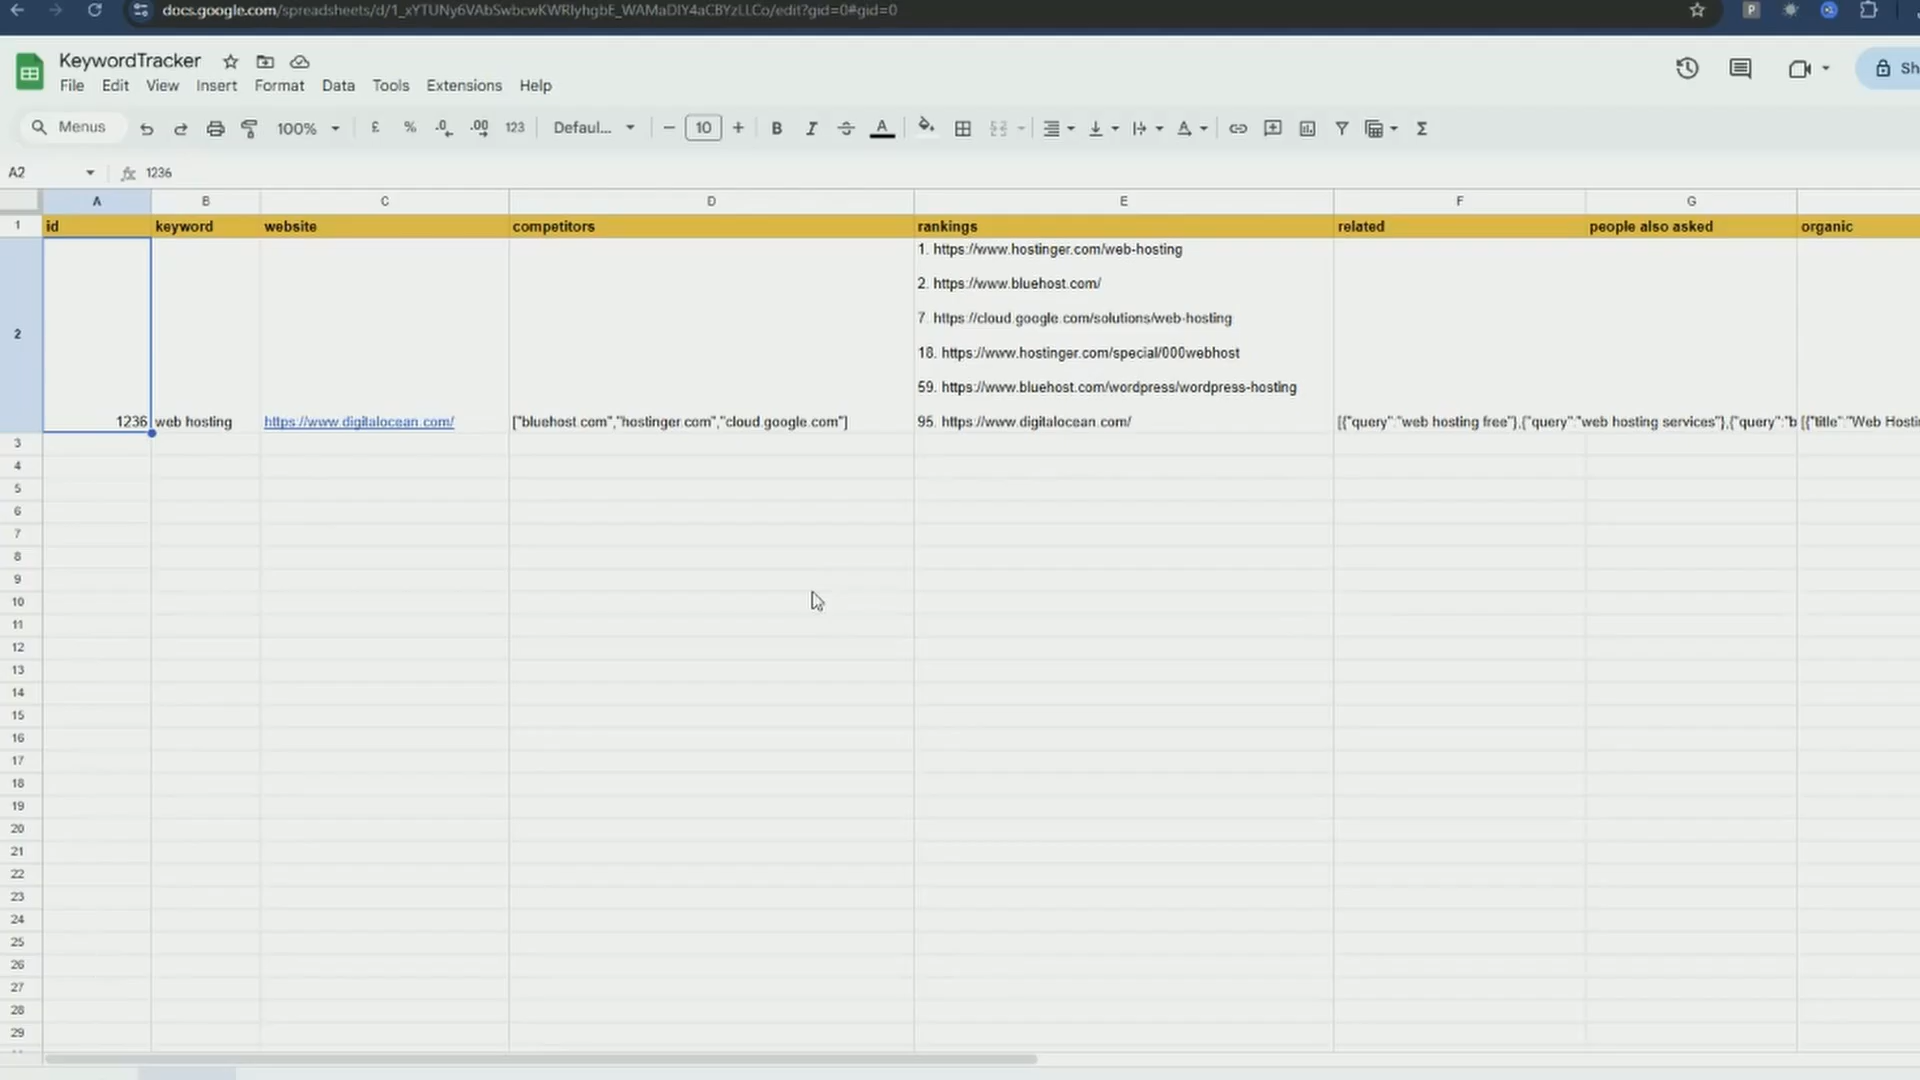 docs.google.com/spreadsheets/d/1_xYTUNy6VAbSwbcwKWRlyhgbE_WAMaDIY4aCBYzLLCo/edit?gid=0#gid=0
P
KeywordTracker
File Edit View Insert Format Data Tools Extensions Help
Sh
Menus 100% £ % .0 .00 123 Defaul... 10 B I A Σ
A2 fx 1236
A B C D E F G
1 id keyword website competitors rankings related people also asked organic
1. https://www.hostinger.com/web-hosting
2. https://www.bluehost.com/
7. https://cloud.google.com/solutions/web-hosting
2
18. https://www.hostinger.com/special/000webhost
59. https://www.bluehost.com/wordpress/wordpress-hosting
1236 web hosting https://www.digitalocean.com/ ["bluehost.com","hostinger.com","cloud.google.com"] 95. https://www.digitalocean.com/ [{"query":"web hosting free"},{"query":"web hosting services"},{"query":"b [{"title":"Web Hostin
3
4
5
6
7
8
9
10
11
12
13
14
15
16
17
18
19
20
21
22
23
24
25
26
27
28
29